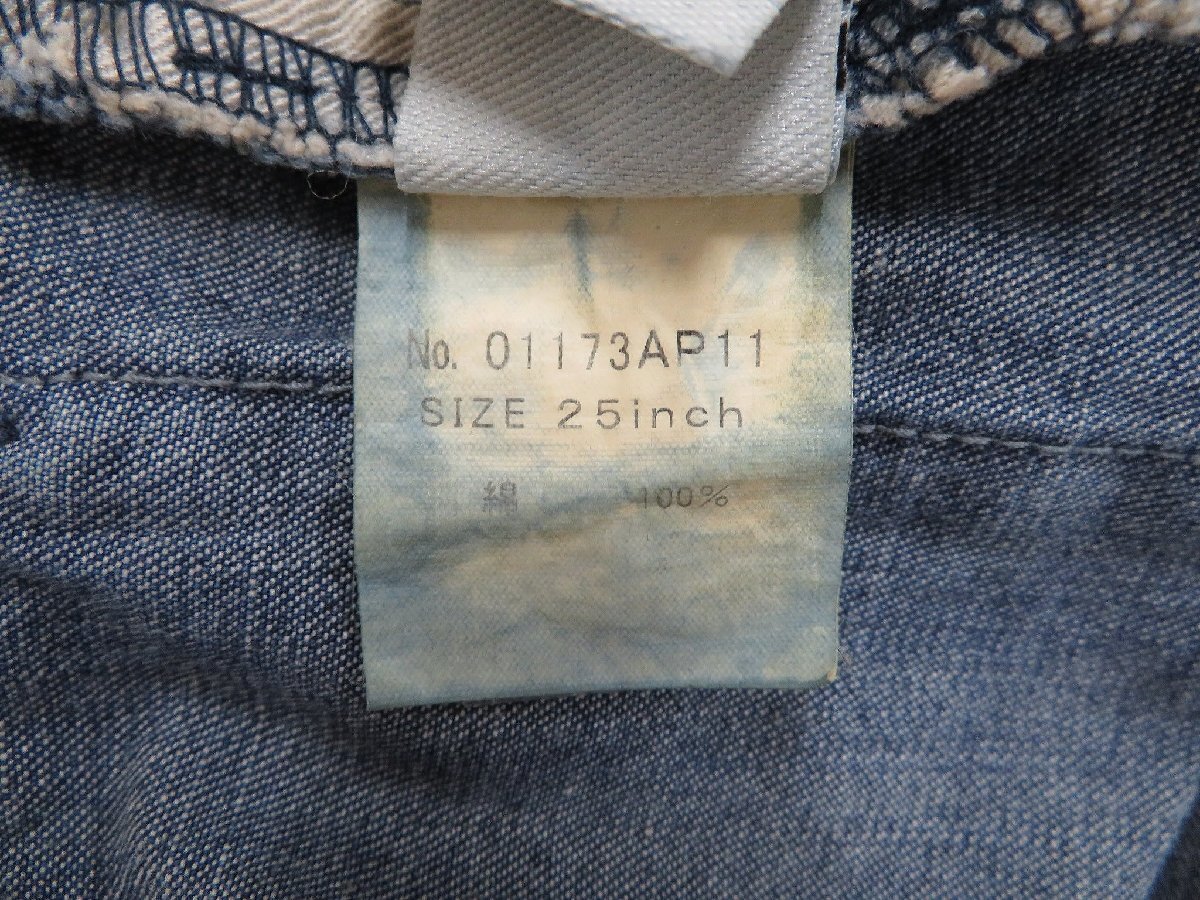 No. 01173AP11
SIZE 25inch
綿 100%